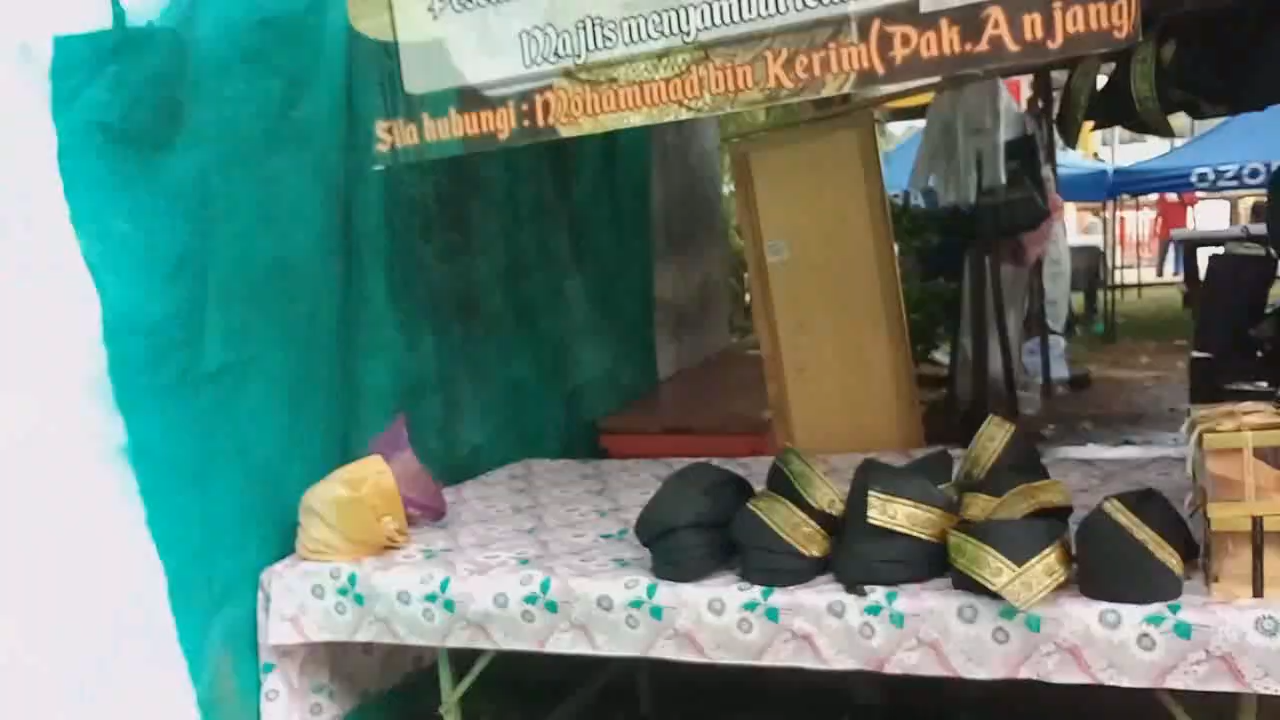 Majlis menyambut
Sila hubungi : Mohammad bin Kerim(Pak.Anjang)
OZO